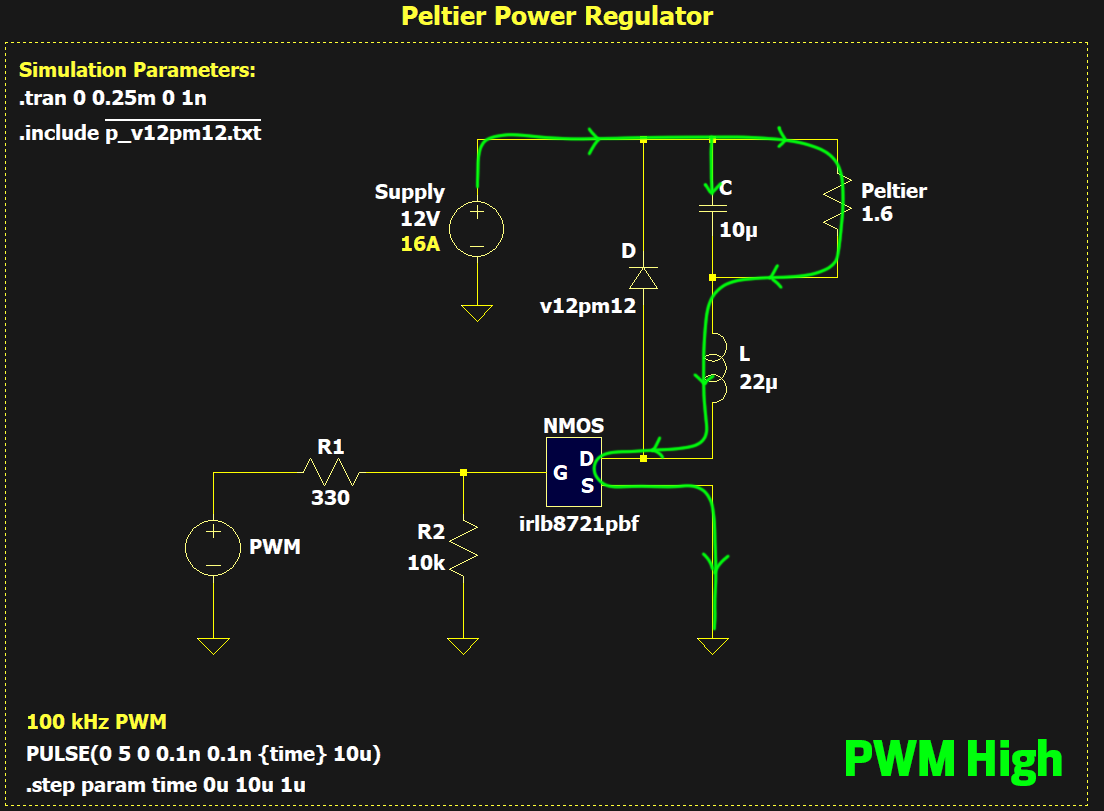 Peltier Power Regulator
Simulation Parameters:
.tran 0 0.25m 0 1n
.include p_v12pm12.txt
Supply
12V
16A
C
10µ
Peltier
1.6
D
v12pm12
L
22µ
NMOS
D
G
S
irlb8721pbf
R1
330
R2
10k
PWM
100 kHz PWM
PULSE(0 5 0 0.1n 0.1n {time} 10u)
.step param time 0u 10u 1u
PWM High